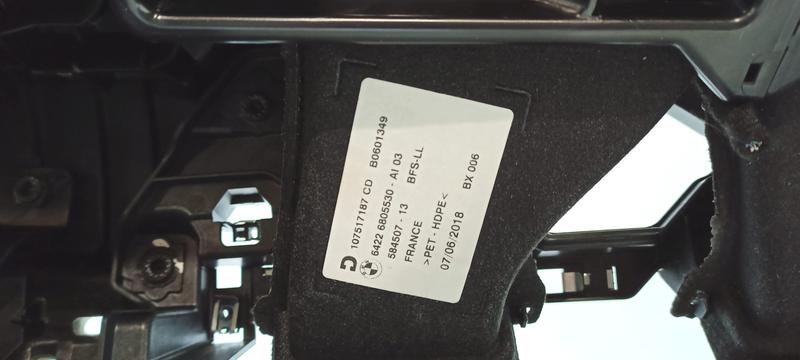 107517187 CD B0601349
6422 6805530 - AI 03
584507 - 13 BFS-LL
FRANCE
>PET - HDPE<
07/06/2018 BX 006